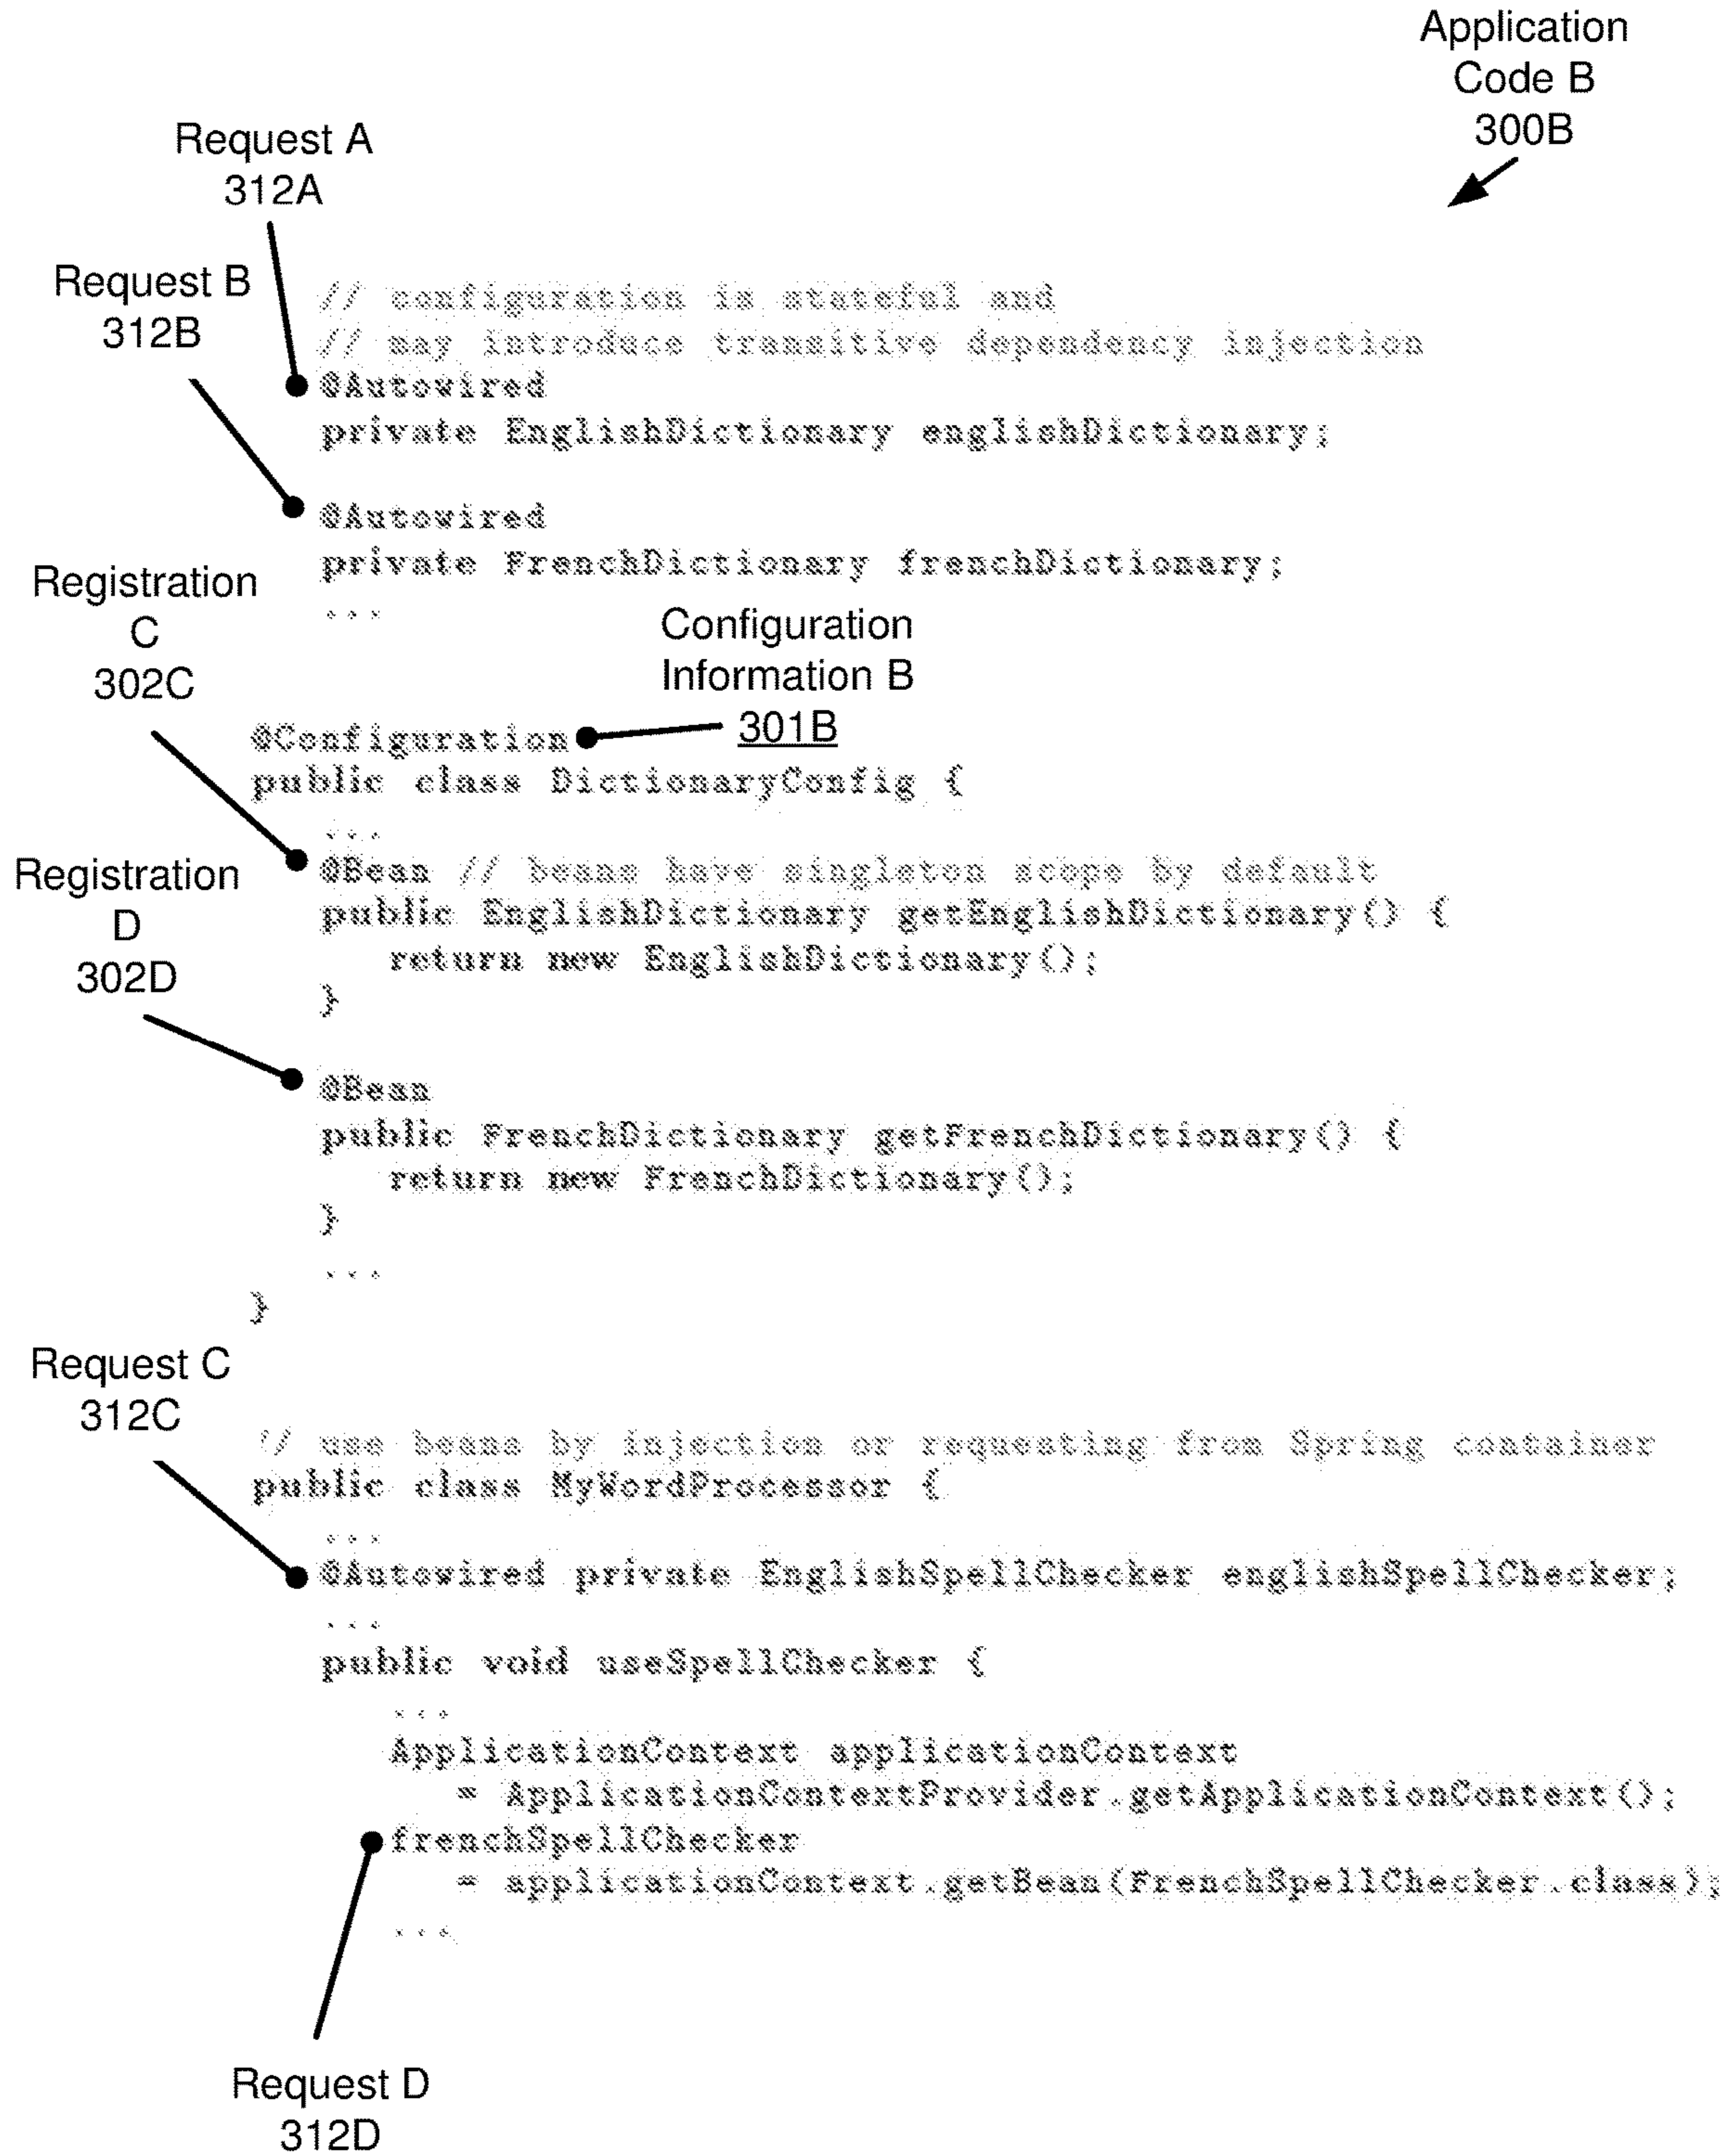 Application
Code B
300B
Request A
312A
Request B
312B
// configuration is stateful and
// may introduce transitive dependency injection
@Autowired
private EnglishDictionary englishDictionary;
@Autowired
private FrenchDictionary frenchDictionary;
...
Registration
C
302C
Configuration
Information B
301B
@Configuration
public class DictionaryConfig {
...
@Bean // beans have singleton scope by default
public EnglishDictionary getEnglishDictionary() {
return new EnglishDictionary();
}
Registration
D
302D
@Bean
public FrenchDictionary getFrenchDictionary() {
return new FrenchDictionary();
}
...
}
Request C
312C
// use beans by injection or requesting from Spring container
public class MyWordProcessor {
...
@Autowired private EnglishSpellChecker englishSpellChecker;
...
public void useSpellChecker {
...
ApplicationContext applicationContext
= ApplicationContextProvider.getApplicationContext();
frenchSpellChecker
= applicationContext.getBean(FrenchSpellChecker.class);
...
Request D
312D